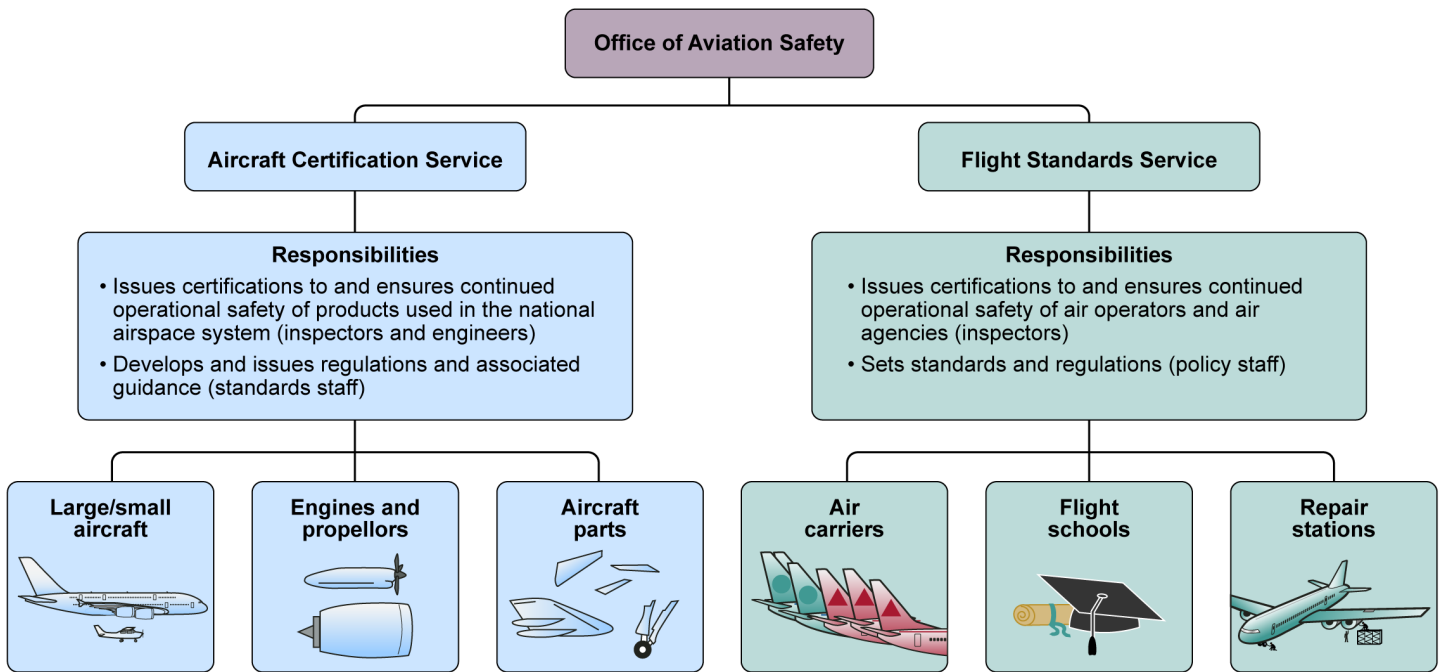 Office of Aviation Safety
Aircraft Certification Service
Flight Standards Service
Responsibilities
• Issues certifications to and ensures continued
operational safety of products used in the national
airspace system (inspectors and engineers)
• Develops and issues regulations and associated
guidance (standards staff)
Responsibilities
• Issues certifications to and ensures continued
operational safety of air operators and air
agencies (inspectors)
• Sets standards and regulations (policy staff)
Large/small
aircraft
Engines and
propellors
Aircraft
parts
Air
carriers
Flight
schools
Repair
stations